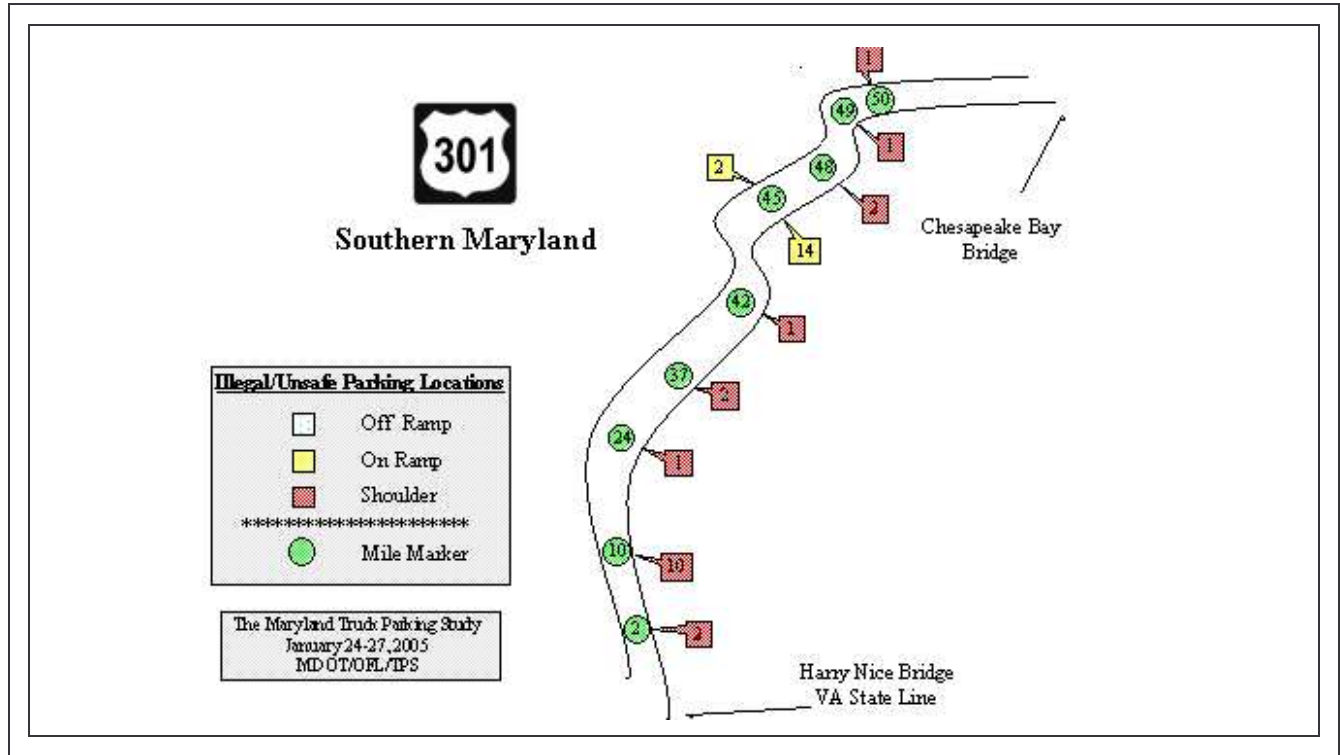 301
Southern Maryland
1
50
49
1
48
2
45
2
14
Chesapeake Bay
Bridge
42
1
37
2
24
1
10
10
2
2
Illegal/Unsafe Parking Locations
Off Ramp
On Ramp
Shoulder
**********************
Mile Marker
The Maryland Truck Parking Study
January 24-27, 2005
MDOT/OFL/TPS
Harry Nice Bridge
VA State Line